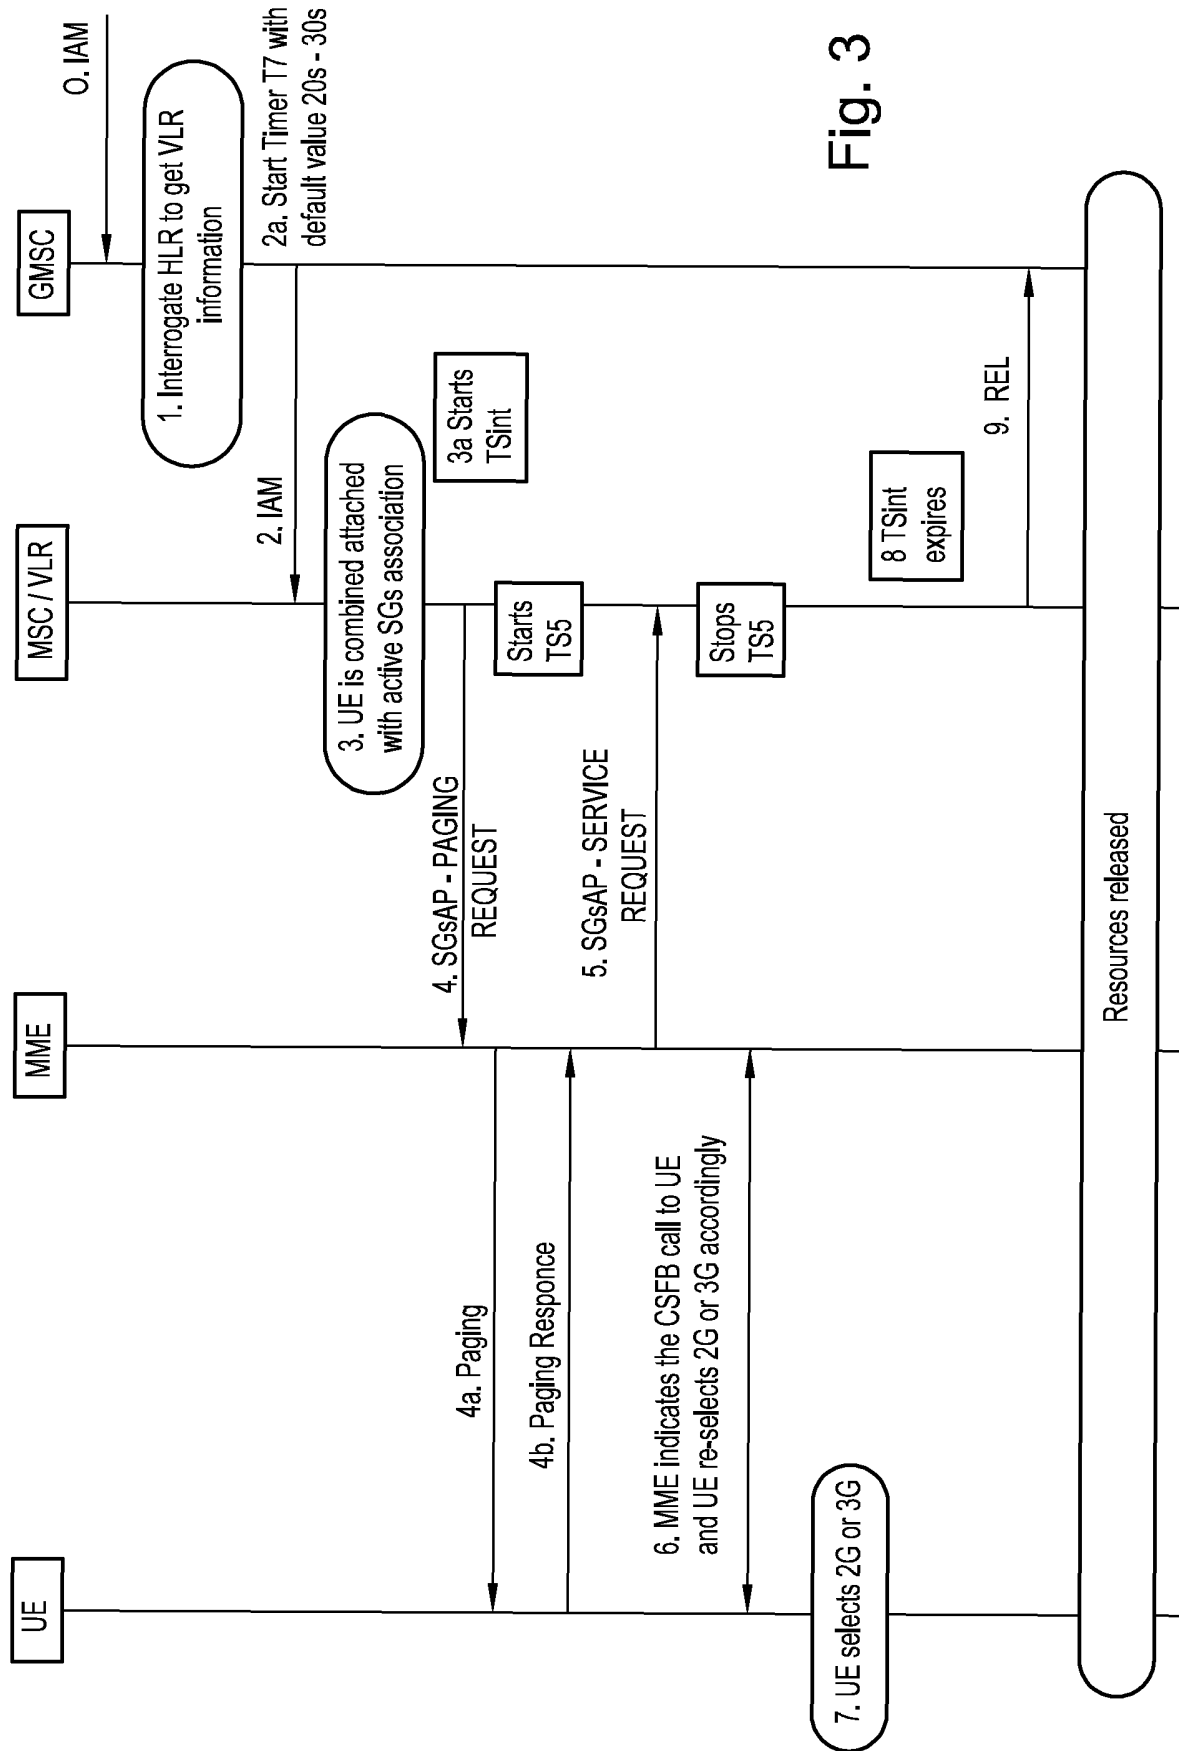 UE
MME
MSC / VLR
GMSC
0. IAM
1. Interrogate HLR to get VLR
information
2a. Start Timer T7 with
default value 20s - 30s
2. IAM
3. UE is combined attached
with active SGs association
3a Starts
TSint
4. SGsAP - PAGING
REQUEST
4a. Paging
Starts
TS5
4b. Paging Responce
5. SGsAP - SERVICE
REQUEST
6. MME indicates the CSFB call to UE
and UE re-selects 2G or 3G accordingly
Stops
TS5
7. UE selects 2G or 3G
8 TSint
expires
9. REL
Resources released
Fig. 3